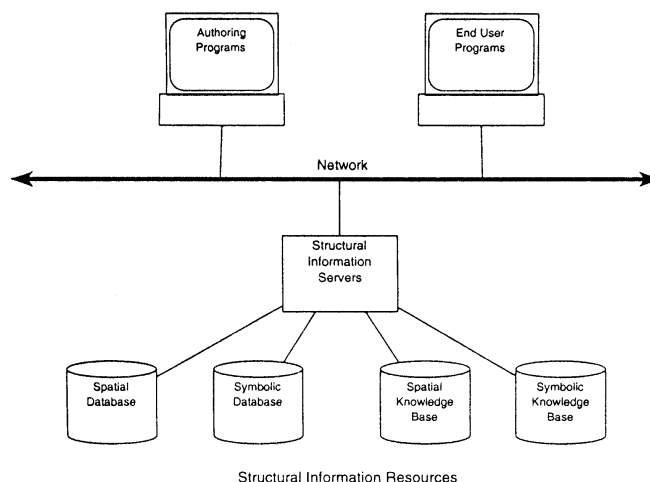 Authoring
Programs
End User
Programs
Network
Structural
Information
Servers
Spatial
Database
Symbolic
Database
Spatial
Knowledge
Base
Symbolic
Knowledge
Base
Structural Information Resources